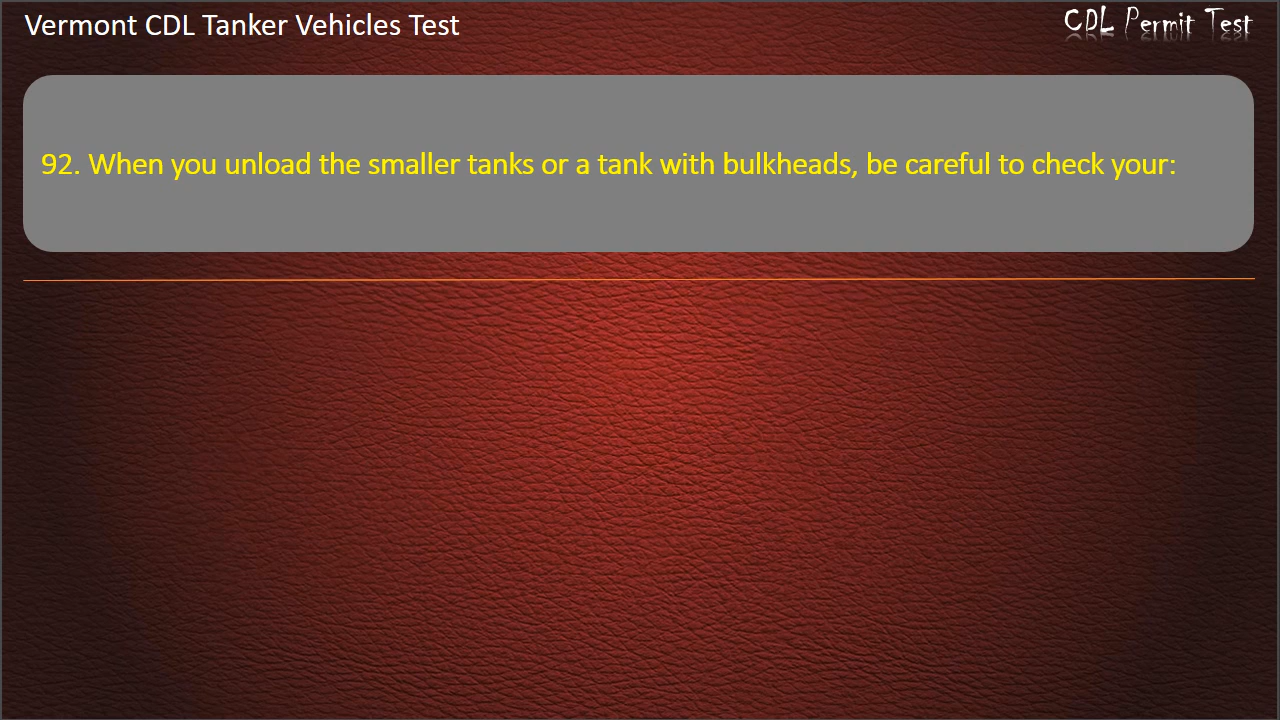 Vermont CDL Tanker Vehicles Test
CDL Permit Test
92. When you unload the smaller tanks or a tank with bulkheads, be careful to check your: